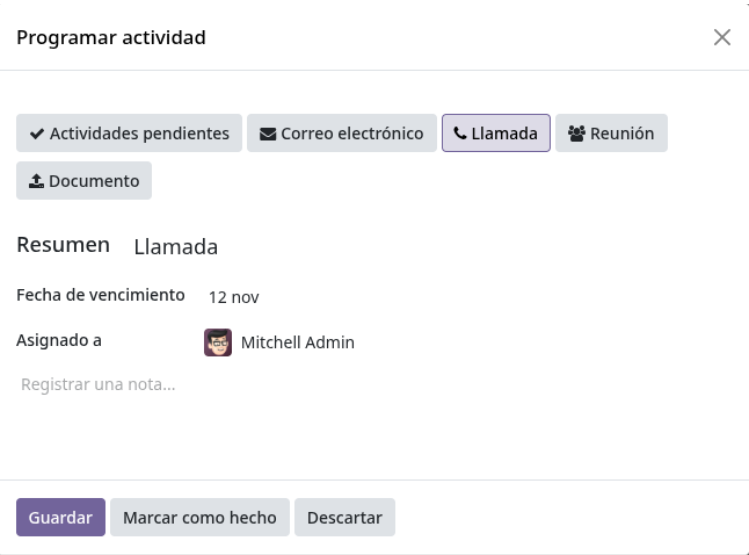 Programar actividad
Actividades pendientes Correo electrónico Llamada Reunión
Documento
Resumen Llamada
Fecha de vencimiento 12 nov
Asignado a Mitchell Admin
Registrar una nota...
Guardar Marcar como hecho Descartar